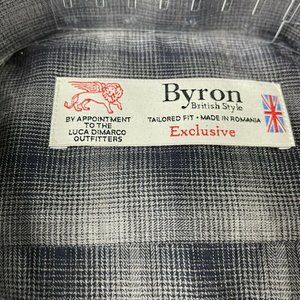 Byron
British Style
BY APPOINTMENT
TO THE
LUCA DIMARCO
OUTFITTERS
TAILORED FIT • MADE IN ROMANIA
Exclusive